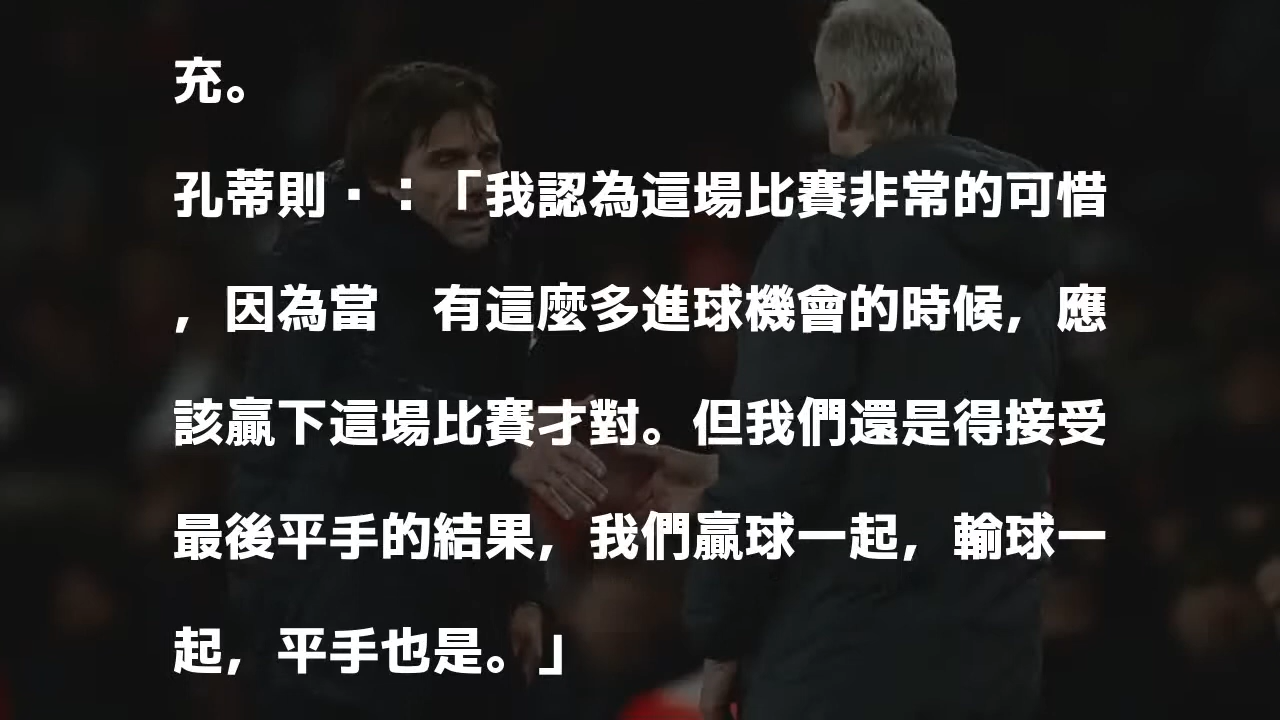 充。
孔蒂則▪：「我認為這場比賽非常的可惜
，因為當　有這麼多進球機會的時候，應
該贏下這場比賽才對。但我們還是得接受
最後平手的結果，我們贏球一起，輸球一
起，平手也是。」